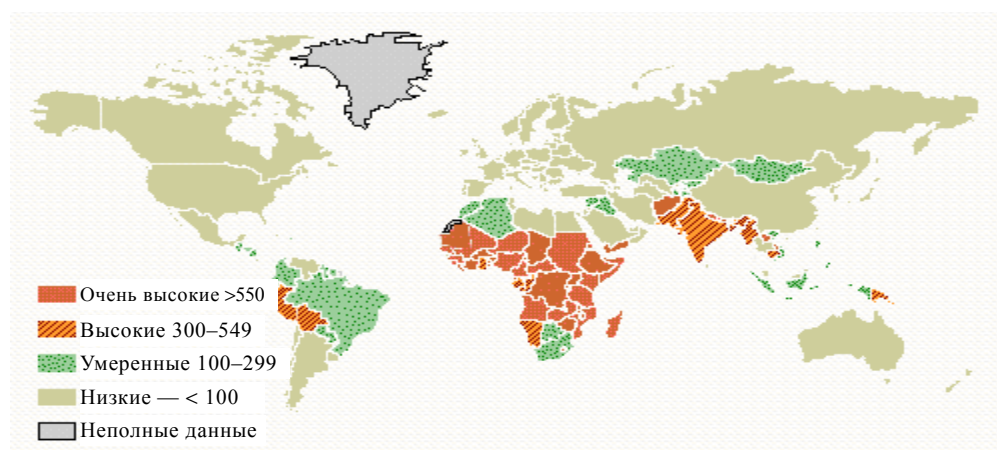 Очень высокие >550
Высокие 300–549
Умеренные 100–299
Низкие — < 100
Неполные данные